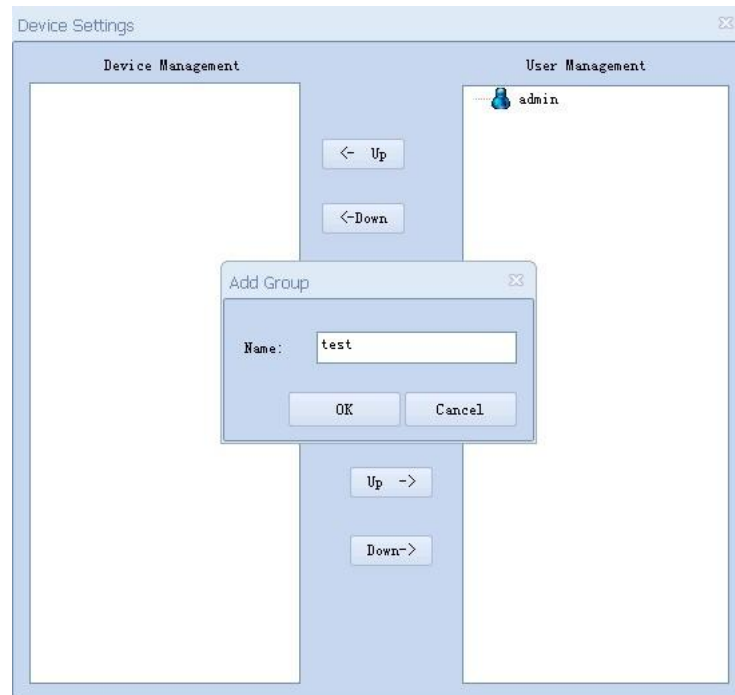 Device Settings
Device Management
User Management
admin
<- Up
<-Down
Add Group
Name:
test
OK
Cancel
Up ->
Down->